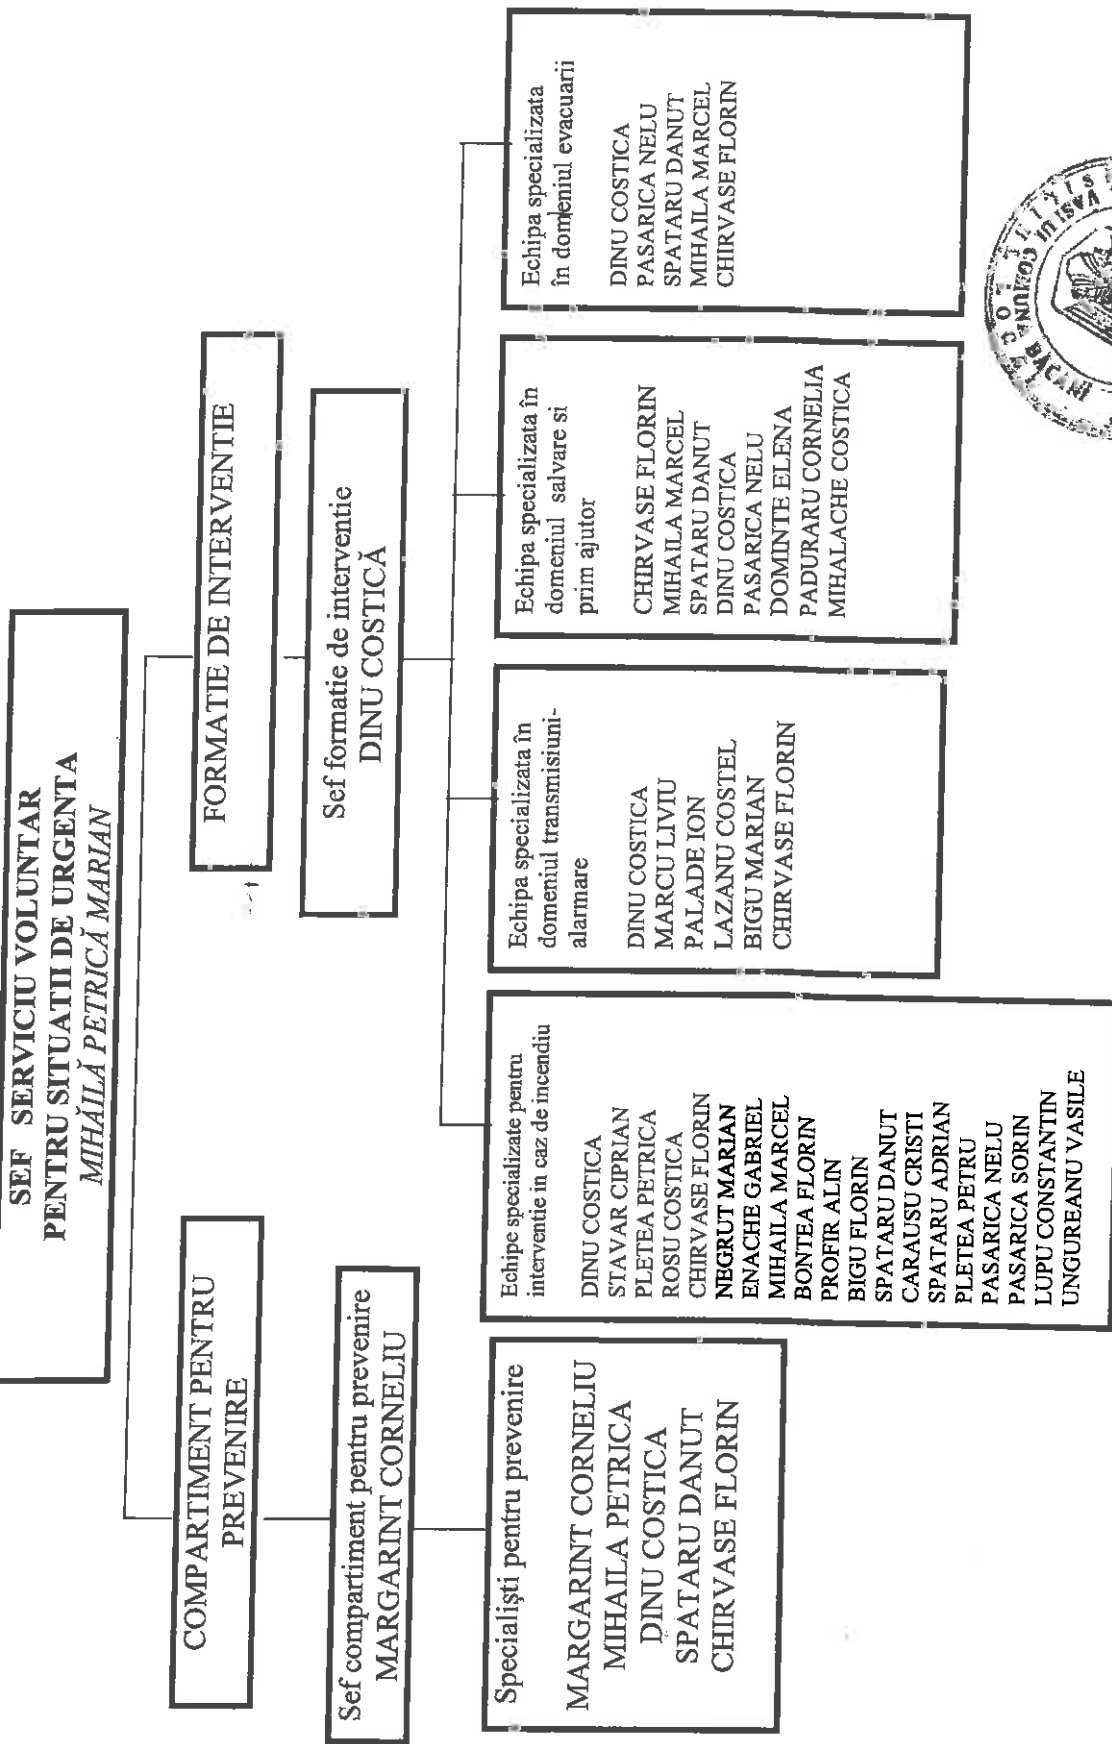 SEF SERVICIU VOLUNTAR
PENTRU SITUATII DE URGENTA
MIHĂILĂ PETRICĂ MARIAN
COMPARTIMENT PENTRU
PREVENIRE
Sef compartiment pentru prevenire
MARGARINT CORNELIU
Specialişti pentru prevenire
MARGARINT CORNELIU
MIHAILA PETRICA
DINU COSTICA
SPATARU DANUT
CHIRVASE FLORIN
FORMATIE DE INTERVENTIE
Sef formatie de interventie
DINU COSTICĂ
Echipe specializate pentru
interventie in caz de incendiu
DINU COSTICA
STAVAR CIPRIAN
PLETEA PETRICA
ROSU COSTICA
CHIRVASE FLORIN
NEGRUT MARIAN
ENACHE GABRIEL
MIHAILA MARCEL
BONTEA FLORIN
PROFIR ALIN
BIGU FLORIN
SPATARU DANUT
CARAUSU CRISTI
SPATARU ADRIAN
PLETEA PETRU
PASARICA NELU
PASARICA SORIN
LUPU CONSTANTIN
UNGUREANU VASILE
Echipa specializata în
domeniul transmisiuni-
alarmare
DINU COSTICA
MARCU LIVIU
PALADE ION
LAZANU COSTEL
BIGU MARIAN
CHIRVASE FLORIN
Echipa specializata în
domeniul salvare si
prim ajutor
CHIRVASE FLORIN
MIHAILA MARCEL
SPATARU DANUT
DINU COSTICA
PASARICA NELU
DOMINTE ELENA
PADURARU CORNELIA
MIHALACHE COSTICA
Echipa specializata
în domeniul evacuarii
DINU COSTICA
PASARICA NELU
SPATARU DANUT
MIHAILA MARCEL
CHIRVASE FLORIN
BACANI